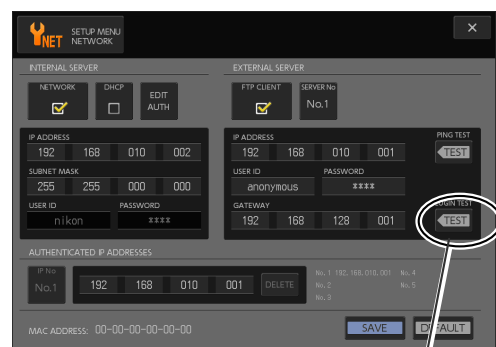 YNET SETUP MENU
NETWORK
×
INTERNAL SERVER
EXTERNAL SERVER
NETWORK DHCP EDIT AUTH
FTP CLIENT SERVER No
No.1
IP ADDRESS
192 168 010 002
SUBNET MASK
255 255 000 000
USER ID PASSWORD
nikon ****
IP ADDRESS
192 168 010 001
USER ID PASSWORD
anonymous ****
GATEWAY
192 168 128 001
PING TEST
TEST
LOGIN TEST
TEST
AUTHENTICATED IP ADDRESSES
IP No
No.1
192 168 010 001 DELETE
No.1 192.168.010.001 No.4
No.2 No.5
No.3
MAC ADDRESS: 00-00-00-00-00-00
SAVE DEFAULT